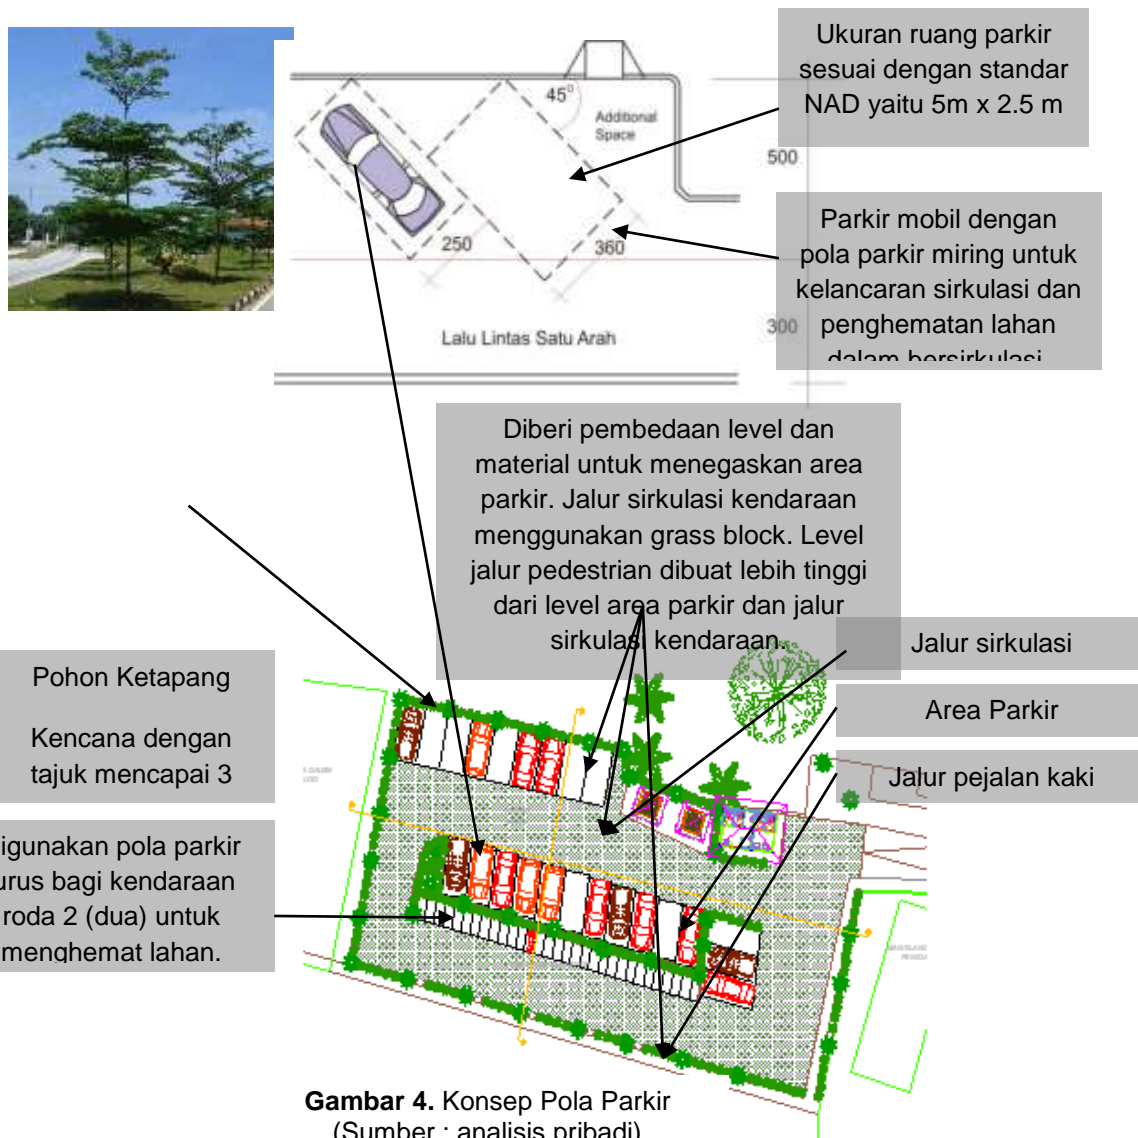 Ukuran ruang parkir
sesuai dengan standar
NAD yaitu 5m x 2.5 m
45°
Additional
Space
500
250
360
300
Lalu Lintas Satu Arah
Parkir mobil dengan
pola parkir miring untuk
kelancaran sirkulasi dan
penghematan lahan
dalam bersirkulasi
Diberi pembedaan level dan
material untuk menegaskan area
parkir. Jalur sirkulasi kendaraan
menggunakan grass block. Level
jalur pedestrian dibuat lebih tinggi
dari level area parkir dan jalur
sirkulasi kendaraan.
Jalur sirkulasi
Area Parkir
Jalur pejalan kaki
Pohon Ketapang
Kencana dengan
tajuk mencapai 3
igunakan pola parkir
urus bagi kendaraan
roda 2 (dua) untuk
menghemat lahan.
Gambar 4. Konsep Pola Parkir
(Sumber : analisis pribadi)